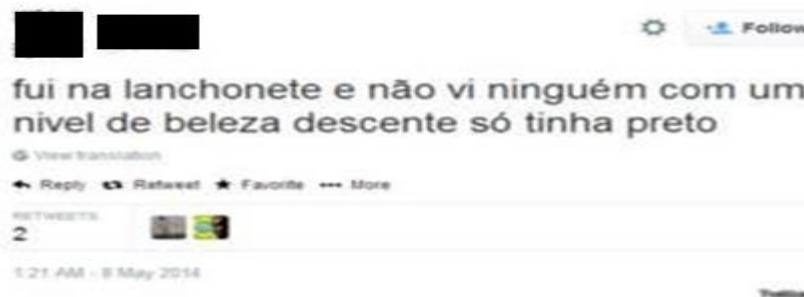 Follow
fui na lanchonete e não vi ninguém com um
nivel de beleza descente só tinha preto
View translation
Reply Retweet Favorite More
RETWEETS
2
1:21 AM - 8 May 2014